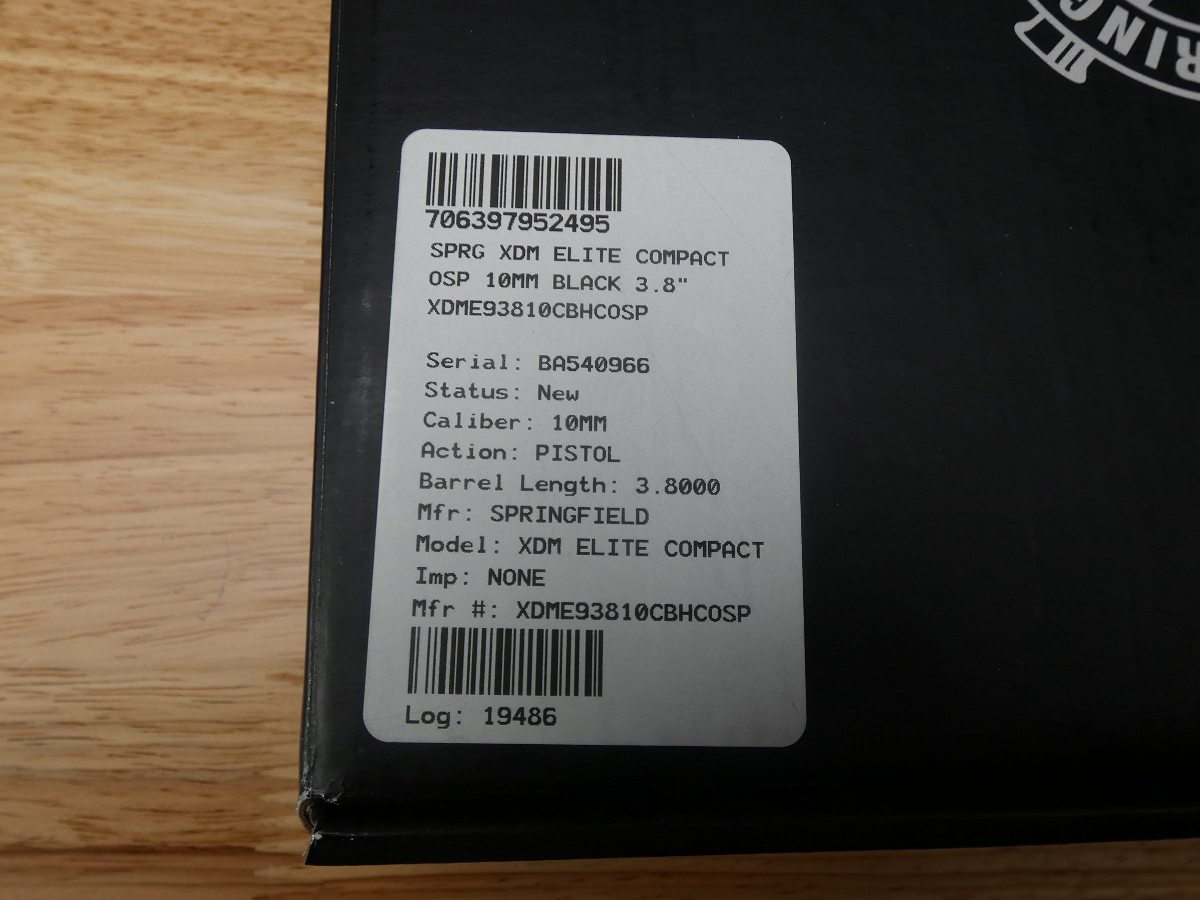 706397952495
SPRG XDM ELITE COMPACT
OSP 10MM BLACK 3.8"
XDME93810CBHCOSP
Serial: BA540966
Status: New
Caliber: 10MM
Action: PISTOL
Barrel Length: 3.8000
Mfr: SPRINGFIELD
Model: XDM ELITE COMPACT
Imp: NONE
Mfr #: XDME93810CBHCOSP
Log: 19486
RING